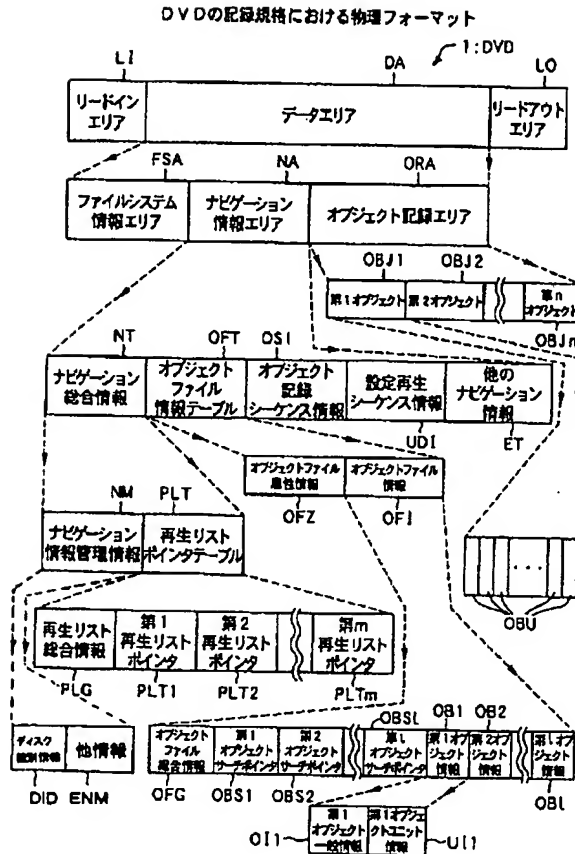 DVDの記録規格における物理フォーマット
1:DVD
LI
DA
LO
リードイン
エリア
データエリア
リードアウト
エリア
FSA
NA
ORA
ファイルシステム
情報エリア
ナビゲーション
情報エリア
オブジェクト記録エリア
OBJ1
OBJ2
第1オブジェクト
第2オブジェクト
第n
オブジェクト
OBJn
NT
OFT
OSI
ナビゲーション
総合情報
オブジェクト
ファイル
情報テーブル
オブジェクト
記録
シーケンス情報
設定再生
シーケンス情報
他の
ナビゲーション
情報
UDI
ET
オブジェクトファイル
属性情報
オブジェクトファイル
情報
OFZ
OFI
NM
PLT
ナビゲーション
情報管理情報
再生リスト
ポインタテーブル
OBU
再生リスト
総合情報
第1
再生リスト
ポインタ
第2
再生リスト
ポインタ
第m
再生リスト
ポインタ
PLG
PLT1
PLT2
PLTm
OBSl
OB1
OB2
ディスク
識別情報
他情報
オブジェクト
ファイル
総合情報
第1
オブジェクト
サーチポインタ
第2
オブジェクト
サーチポインタ
第l
オブジェクト
サーチポインタ
第1オブ
ジェクト
情報
第2オブ
ジェクト
情報
第lオブ
ジェクト
情報
DID
ENM
OFG
OBS1
OBS2
OBl
OI1
第1
オブジェクト
一般情報
第1オブジェ
クトユニット
情報
UI1